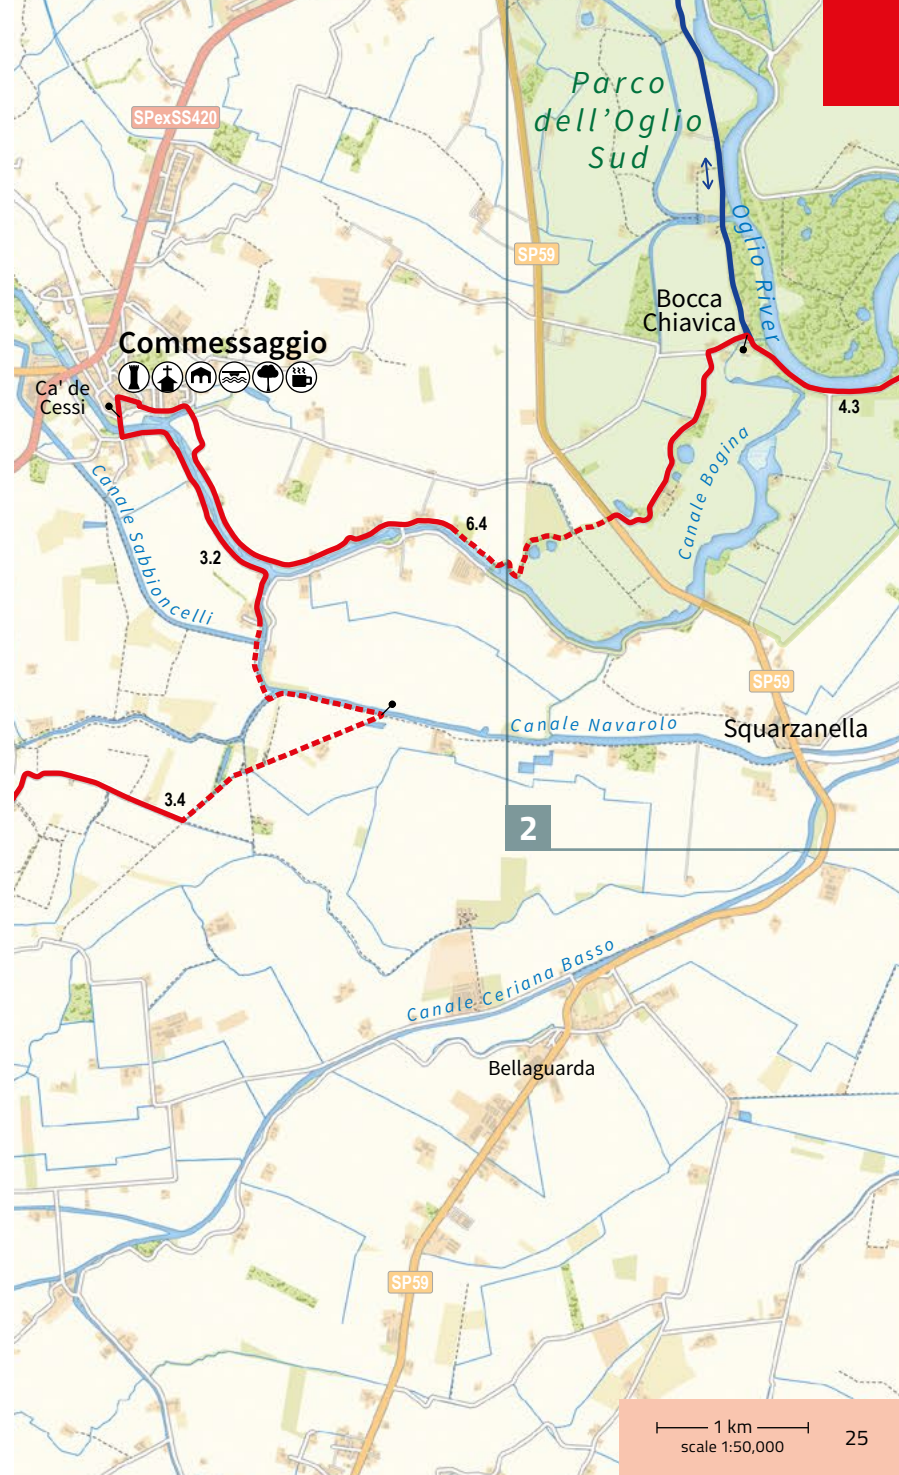 Parco
dell'Oglio
Sud
SPexSS420
SP59
Oglio River
Bocca
Chiavica
Commessaggio
Ca' de
Cessi
4.3
Canale Bogina
Canale Sabbioncelli
6.4
3.2
SP59
Canale Navarolo
Squarzanella
3.4
2
Canale Ceriana Basso
Bellaguarda
SP59
1 km
scale 1:50,000
25